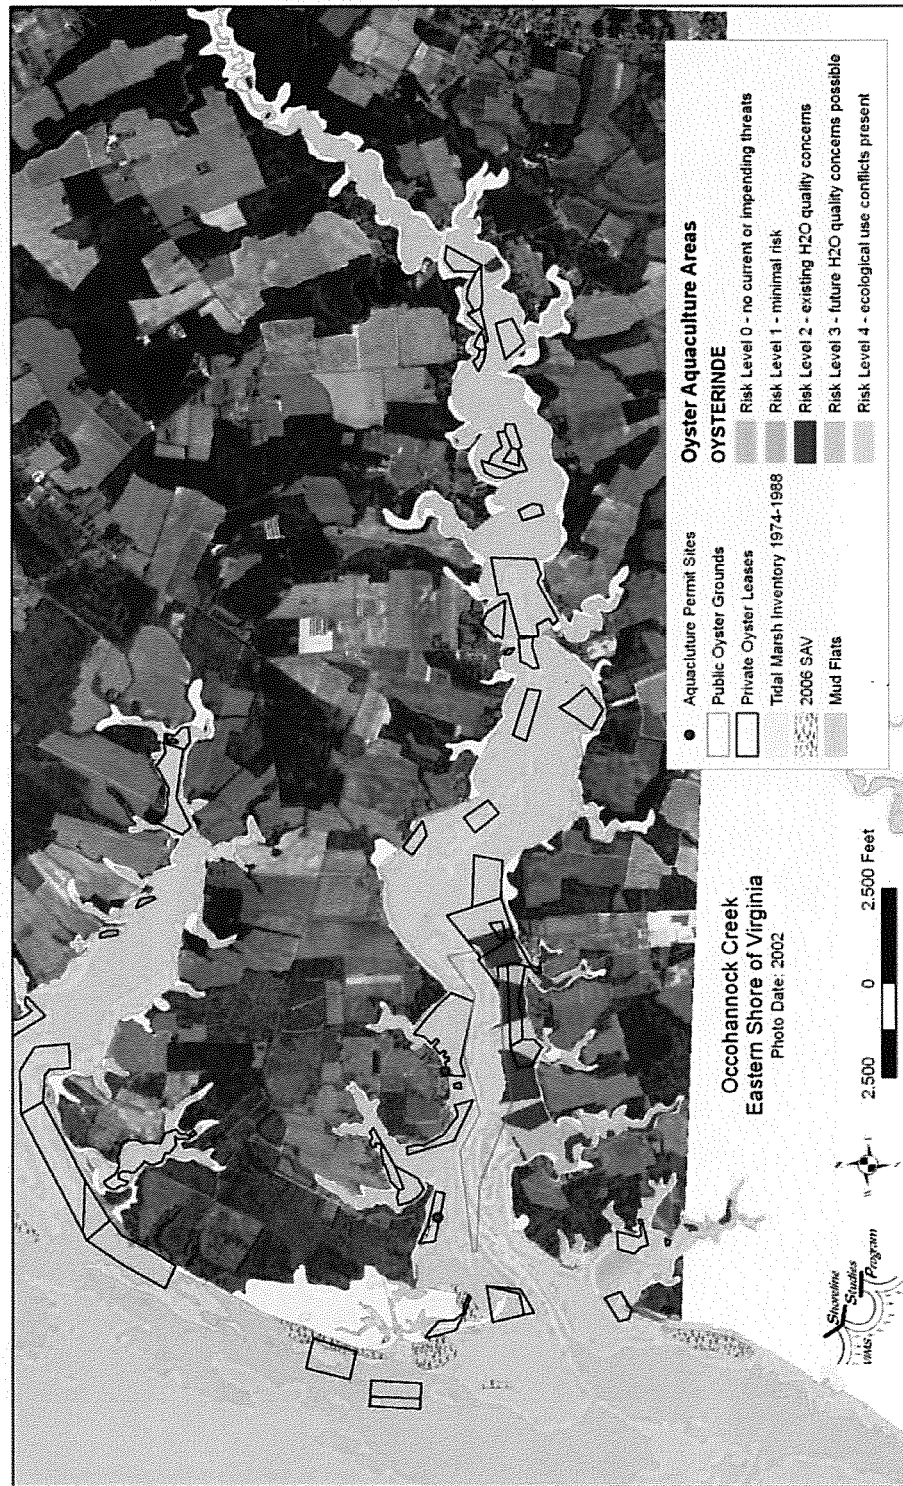 Oyster Aquaculture Areas
OYSTERINDE
Aquacluture Permit Sites
Public Oyster Grounds
Private Oyster Leases
Tidal Marsh Inventory 1974-1988
2006 SAV
Mud Flats
Risk Level 0 - no current or impending threats
Risk Level 1 - minimal risk
Risk Level 2 - existing H2O quality concerns
Risk Level 3 - future H2O quality concerns possible
Risk Level 4 - ecological use conflicts present
Occohannock Creek
Eastern Shore of Virginia
Photo Date: 2002
2,500 0 2,500 Feet
N
W E
S
VIMS
Shoreline
Studies
Program